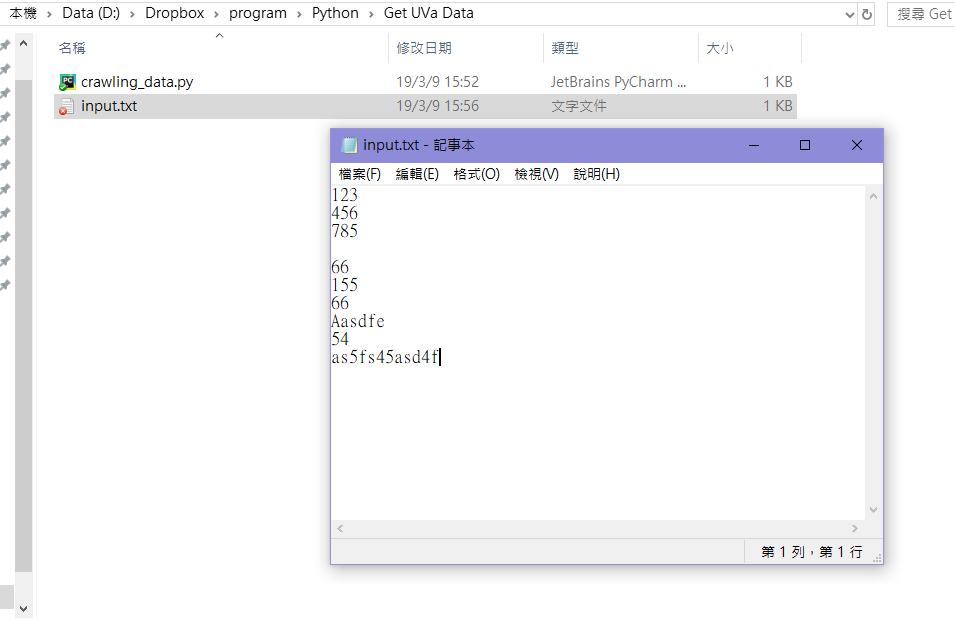 本機 › Data (D:) › Dropbox › program › Python › Get UVa Data
搜尋 Get
名稱 修改日期 類型 大小
crawling_data.py 19/3/9 15:52 JetBrains PyCharm ... 1 KB
input.txt 19/3/9 15:56 文字文件 1 KB
input.txt - 記事本
檔案(F) 編輯(E) 格式(O) 檢視(V) 說明(H)
123
456
785
66
155
66
Aasdfe
54
as5fs45asd4f
第 1 列，第 1 行